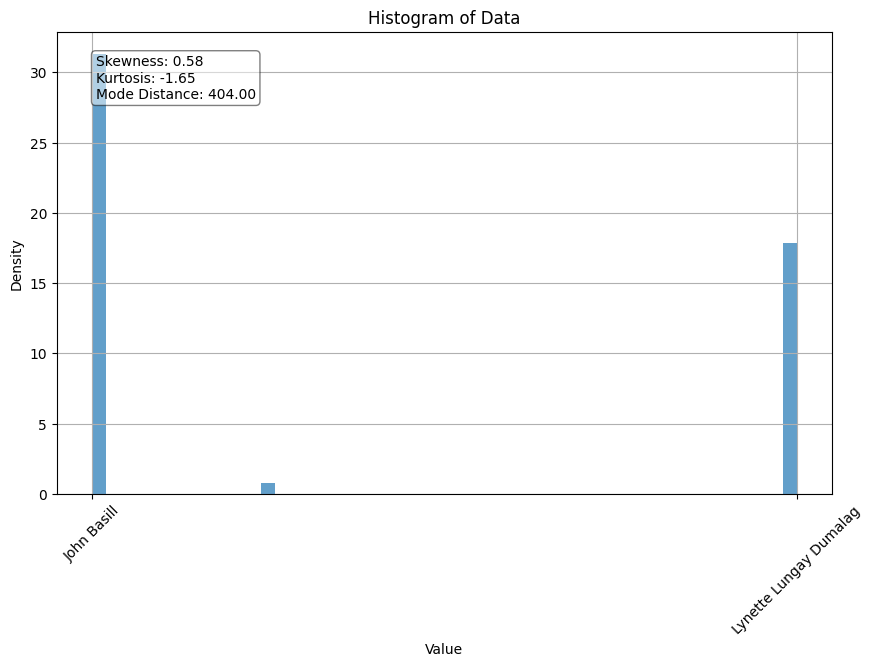 Histogram of Data
Skewness: 0.58
Kurtosis: -1.65
Mode Distance: 404.00
30
25
20
15
10
5
0
Density
John Basill
Lynette Lungay Dumalag
Value